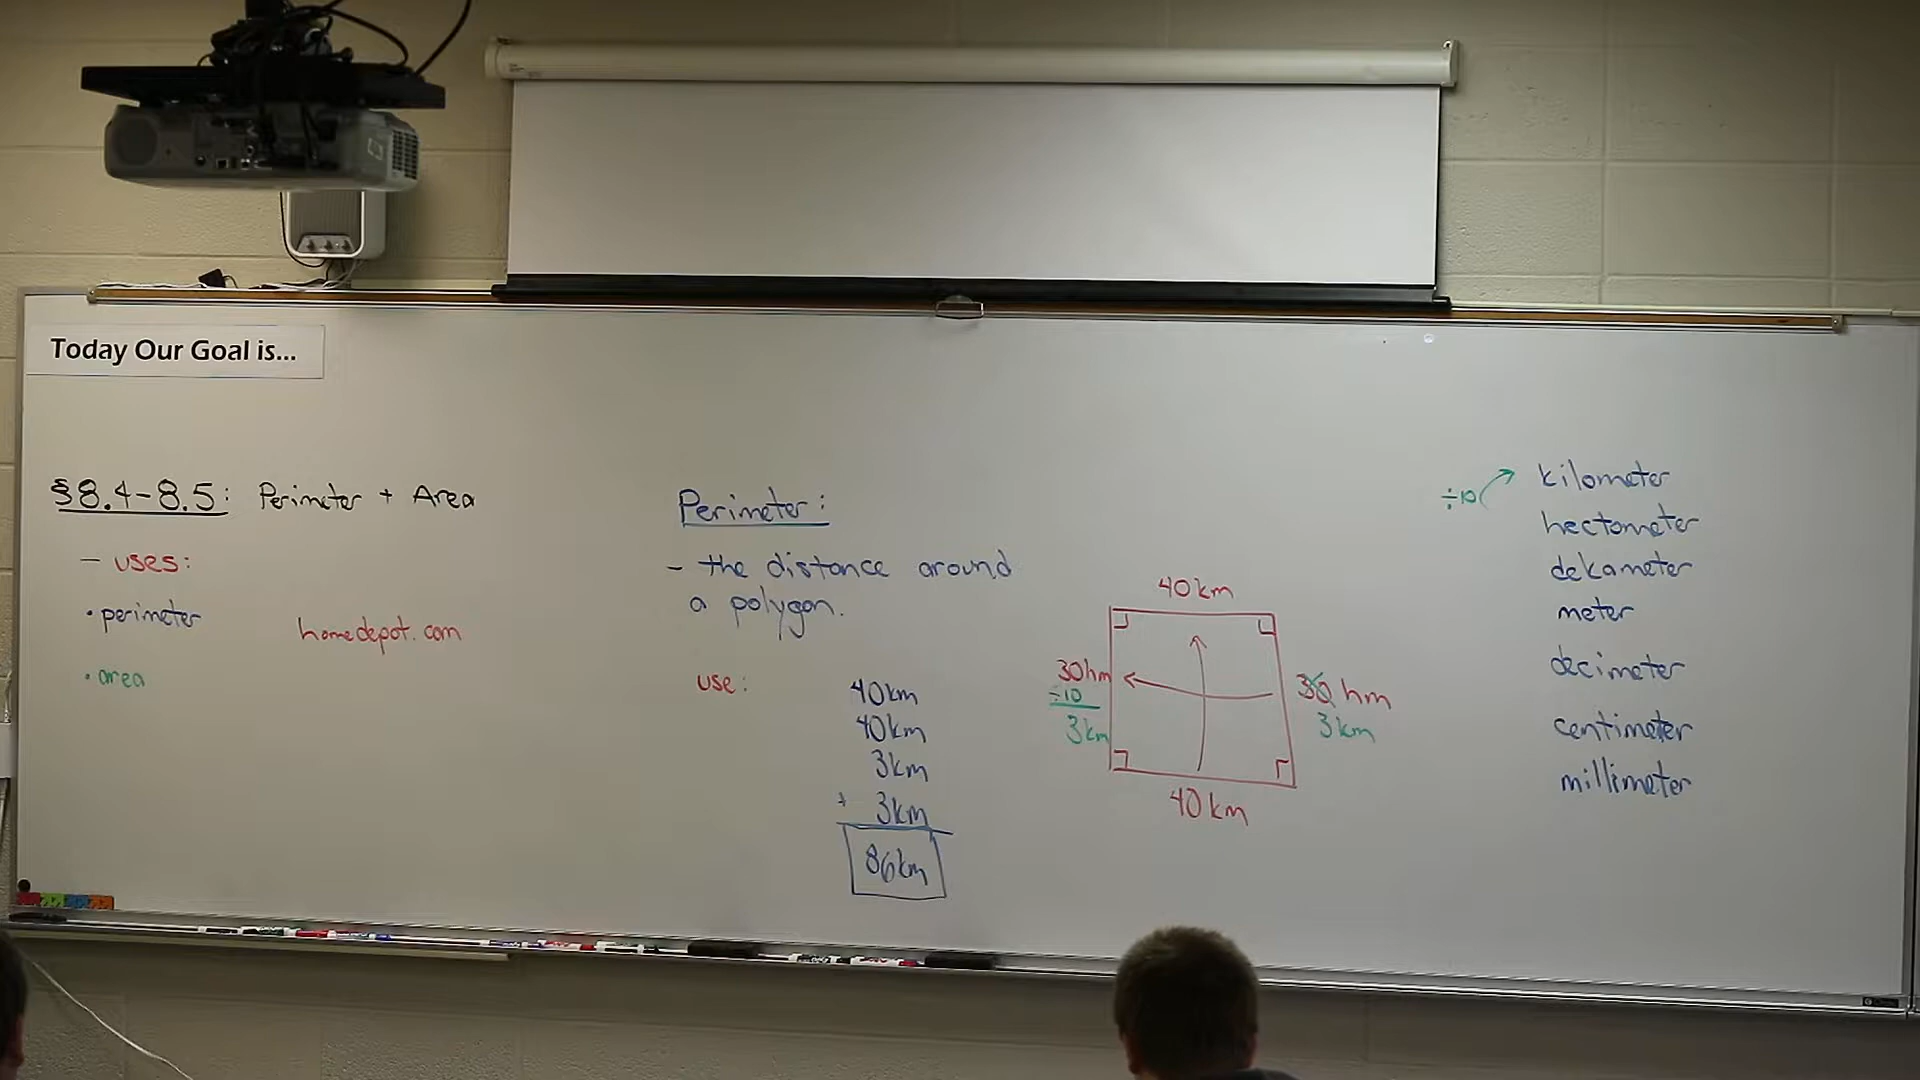 Today Our Goal is...
§8.4-8.5: Perimeter + Area
- uses:
• perimeter
homedepot.com
• area
Perimeter:
- the distance around
a polygon.
use:
40km
40km
3km
+ 3km
86km
40km
30hm
÷10
3km
30 hm
3km
40km
÷10
kilometer
hectometer
dekameter
meter
decimeter
centimeter
millimeter